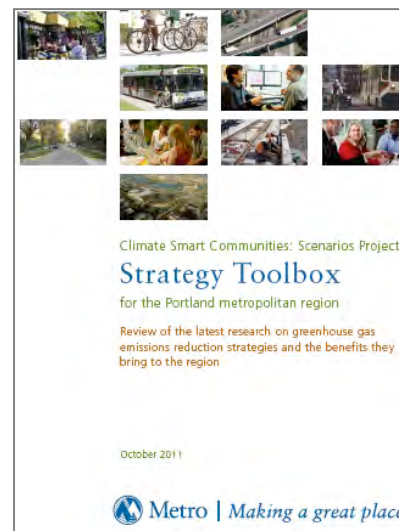 Climate Smart Communities: Scenarios Project
Strategy Toolbox
for the Portland metropolitan region
Review of the latest research on greenhouse gas
emissions reduction strategies and the benefits they
bring to the region
October 2011
Metro | Making a great place